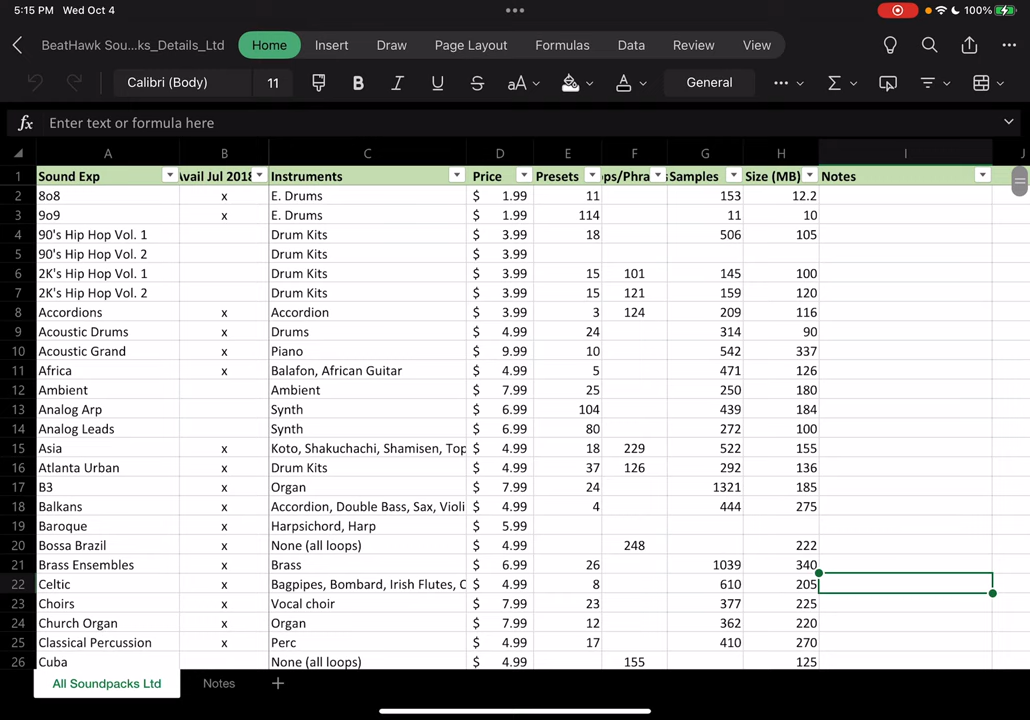 5:15 PM Wed Oct 4 100%
BeatHawk Sou...ks_Details_Ltd Home Insert Draw Page Layout Formulas Data Review View
Calibri (Body) 11 B I U S aA A General Σ
fx Enter text or formula here
A B C D E F G H I J
1 Sound Exp Avail Jul 2018 Instruments Price Presets ops/Phra Samples Size (MB) Notes
2 8o8 x E. Drums $ 1.99 11 153 12.2
3 9o9 x E. Drums $ 1.99 114 11 10
4 90's Hip Hop Vol. 1 Drum Kits $ 3.99 18 506 105
5 90's Hip Hop Vol. 2 Drum Kits $ 3.99
6 2K's Hip Hop Vol. 1 Drum Kits $ 3.99 15 101 145 100
7 2K's Hip Hop Vol. 2 Drum Kits $ 3.99 15 121 159 120
8 Accordions x Accordion $ 3.99 3 124 209 116
9 Acoustic Drums x Drums $ 4.99 24 314 90
10 Acoustic Grand x Piano $ 9.99 10 542 337
11 Africa x Balafon, African Guitar $ 4.99 5 471 126
12 Ambient Ambient $ 7.99 25 250 180
13 Analog Arp Synth $ 6.99 104 439 184
14 Analog Leads Synth $ 6.99 80 272 100
15 Asia x Koto, Shakuchachi, Shamisen, Top $ 4.99 18 229 522 155
16 Atlanta Urban x Drum Kits $ 4.99 37 126 292 136
17 B3 x Organ $ 7.99 24 1321 185
18 Balkans x Accordion, Double Bass, Sax, Violi $ 4.99 4 444 275
19 Baroque x Harpsichord, Harp $ 5.99
20 Bossa Brazil x None (all loops) $ 4.99 248 222
21 Brass Ensembles x Brass $ 6.99 26 1039 340
22 Celtic x Bagpipes, Bombard, Irish Flutes, C $ 4.99 8 610 205
23 Choirs x Vocal choir $ 7.99 23 377 225
24 Church Organ x Organ $ 7.99 12 362 220
25 Classical Percussion x Perc $ 4.99 17 410 270
26 Cuba None (all loops) $ 4.99 155 125
All Soundpacks Ltd Notes +